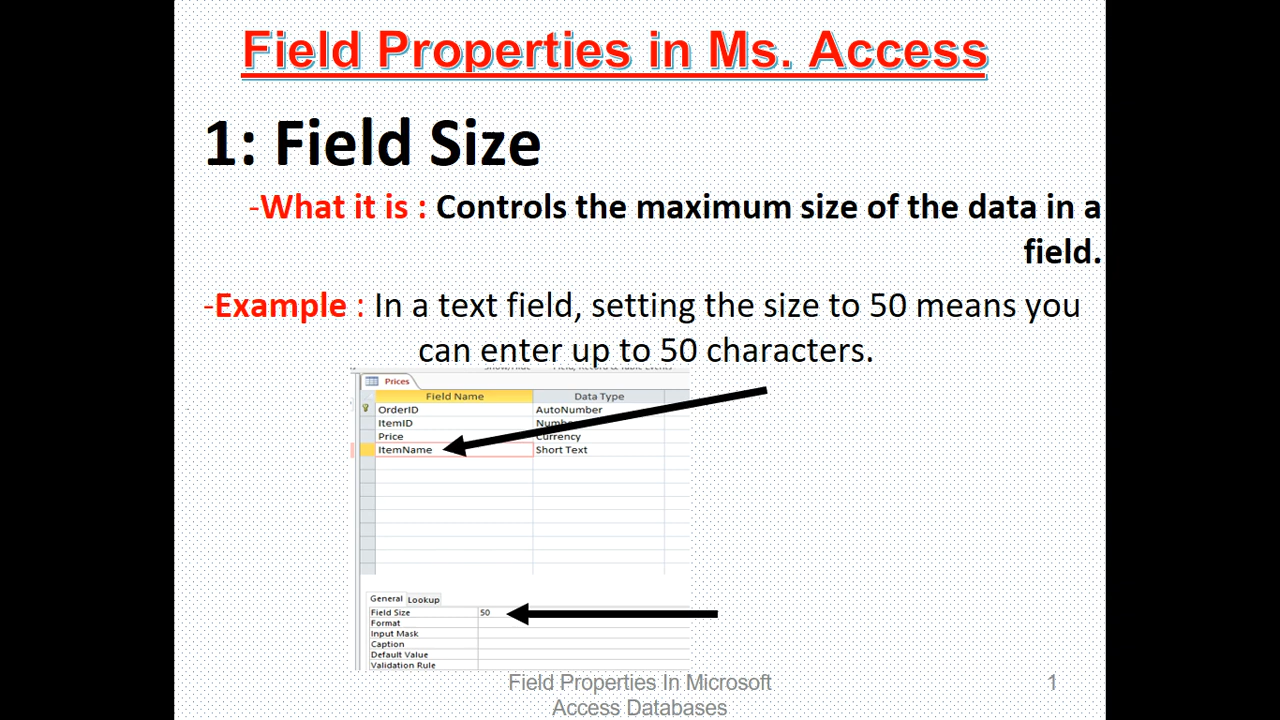 Field Properties in Ms. Access
1: Field Size
-What it is : Controls the maximum size of the data in a
field.
-Example : In a text field, setting the size to 50 means you
can enter up to 50 characters.
Prices
Field Name Data Type
OrderID AutoNumber
ItemID
Price Currency
ItemName Short Text
General Lookup
Field Size 50
Format
Input Mask
Caption
Default Value
Validation Rule
Field Properties In Microsoft 1
Access Databases